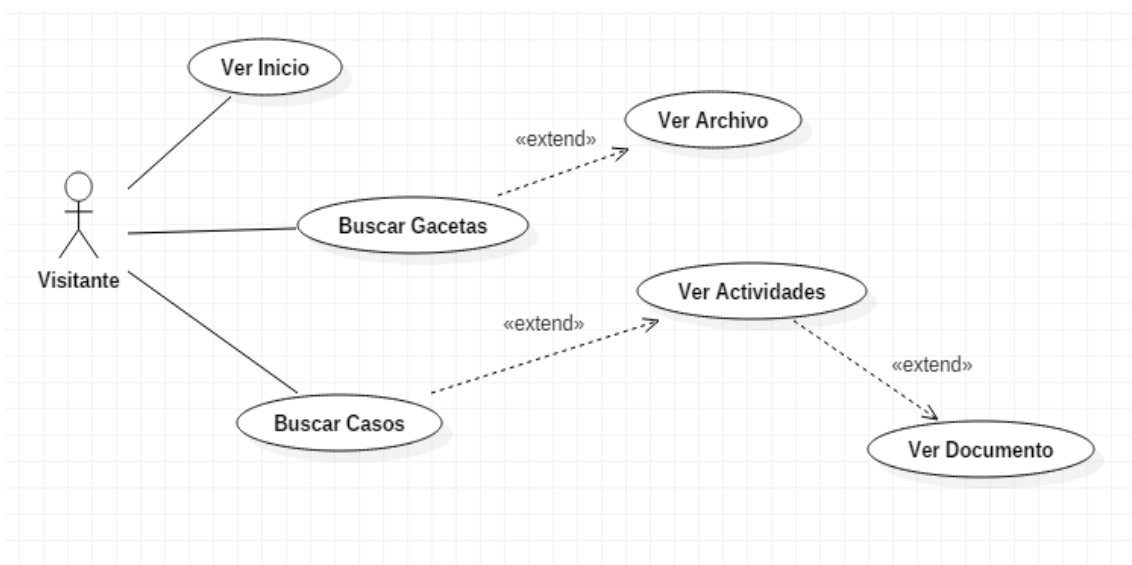 Ver Inicio
Ver Archivo
«extend»
Buscar Gacetas
Visitante
Ver Actividades
«extend»
«extend»
Buscar Casos
Ver Documento